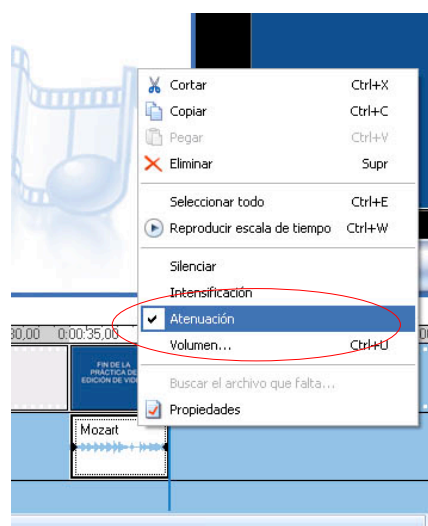 Cortar Ctrl+X
Copiar Ctrl+C
Pegar Ctrl+V
Eliminar Supr
Seleccionar todo Ctrl+E
Reproducir escala de tiempo Ctrl+W
Silenciar
Intensificación
Atenuación
Volumen... Ctrl+U
Buscar el archivo que falta...
Propiedades
0:00:35,00
FIN DE LA
PRÁCTICA DE
EDICIÓN DE
Mozart